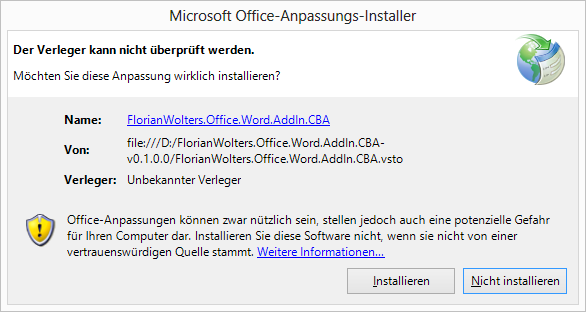 Microsoft Office-Anpassungs-Installer
Der Verleger kann nicht überprüft werden.
Möchten Sie diese Anpassung wirklich installieren?
Name: FlorianWolters.Office.Word.AddIn.CBA
Von: file:///D:/FlorianWolters.Office.Word.AddIn.CBA-
v0.1.0.0/FlorianWolters.Office.Word.AddIn.CBA.vsto
Verleger: Unbekannter Verleger
Office-Anpassungen können zwar nützlich sein, stellen jedoch auch eine potenzielle Gefahr
für Ihren Computer dar. Installieren Sie diese Software nicht, wenn sie nicht von einer
vertrauenswürdigen Quelle stammt. Weitere Informationen...
Installieren Nicht installieren